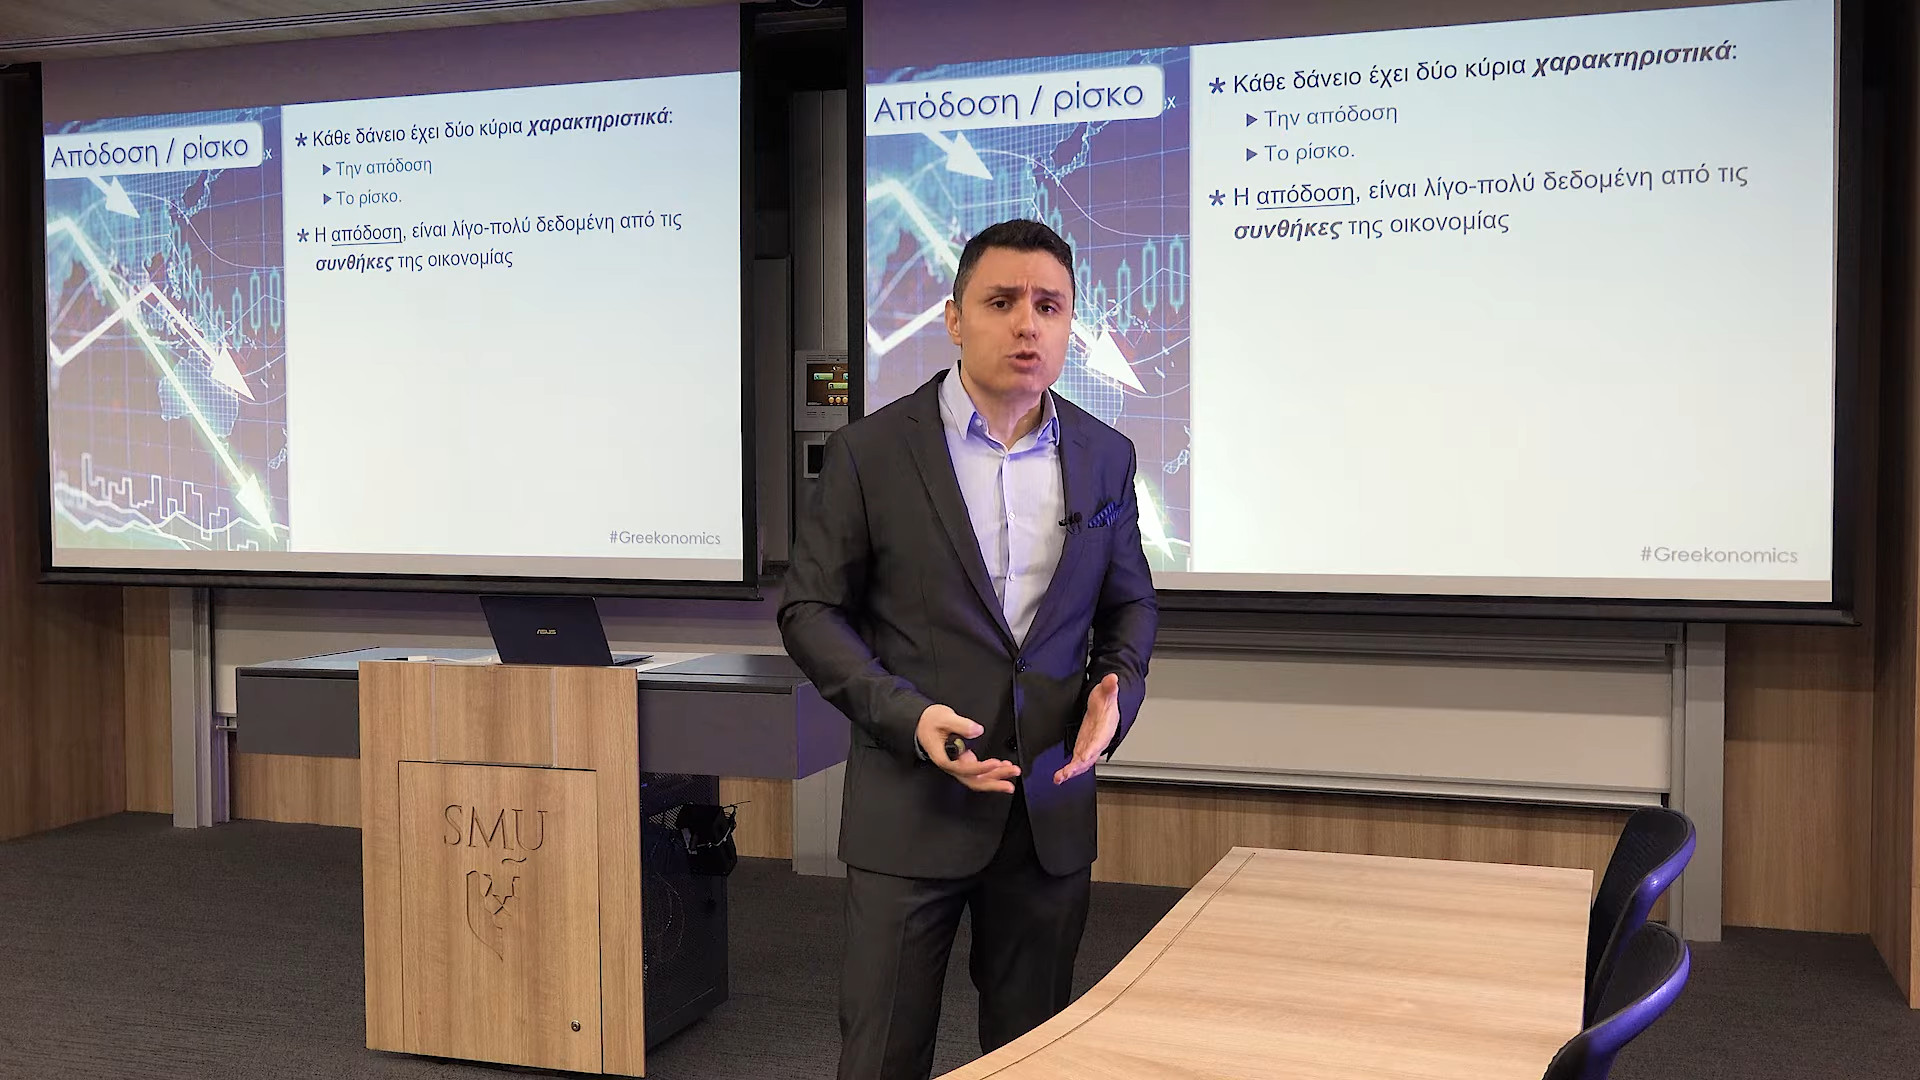 Απόδοση / ρίσκο
* Κάθε δάνειο έχει δύο κύρια χαρακτηριστικά:
Την απόδοση
Το ρίσκο.
* Η απόδοση, είναι λίγο-πολύ δεδομένη από τις
συνθήκες της οικονομίας
#Greekonomics
Απόδοση / ρίσκο
* Κάθε δάνειο έχει δύο κύρια χαρακτηριστικά:
Την απόδοση
Το ρίσκο.
* Η απόδοση, είναι λίγο-πολύ δεδομένη από τις
συνθήκες της οικονομίας
#Greekonomics
ASUS
SMU